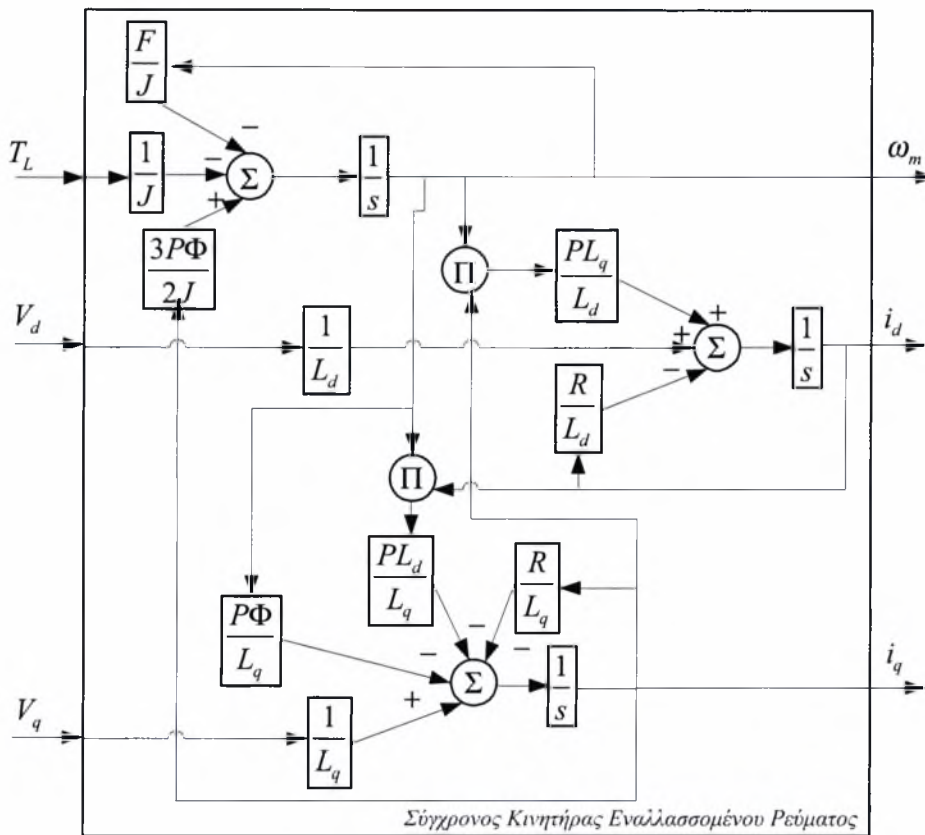 F
J
−
T_L
1
J
−
Σ
1
s
ω_m
+
3PΦ
2J
Π
PL_q
L_d
V_d
1
L_d
+
+
Σ
1
s
i_d
−
R
L_d
Π
PL_d
L_q
R
L_q
PΦ
L_q
−
−
−
Σ
1
s
i_q
V_q
1
L_q
+
Σύγχρονος Κινητήρας Εναλλασσομένου Ρεύματος